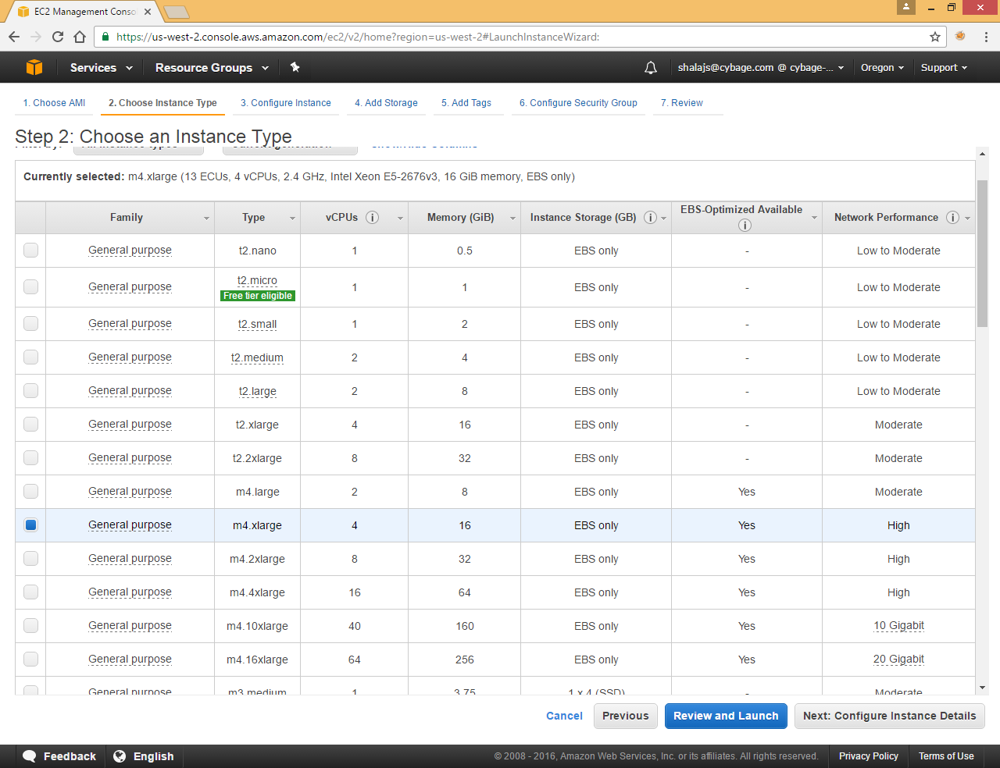 EC2 Management Conso
https://us-west-2.console.aws.amazon.com/ec2/v2/home?region=us-west-2#LaunchInstanceWizard:
Services Resource Groups shalajs@cybage.com @ cybage-... Oregon Support
1. Choose AMI 2. Choose Instance Type 3. Configure Instance 4. Add Storage 5. Add Tags 6. Configure Security Group 7. Review
Step 2: Choose an Instance Type
Currently selected: m4.xlarge (13 ECUs, 4 vCPUs, 2.4 GHz, Intel Xeon E5-2676v3, 16 GiB memory, EBS only)
Family Type vCPUs Memory (GiB) Instance Storage (GB) EBS-Optimized Available Network Performance
General purpose t2.nano 1 0.5 EBS only - Low to Moderate
General purpose t2.micro Free tier eligible 1 1 EBS only - Low to Moderate
General purpose t2.small 1 2 EBS only - Low to Moderate
General purpose t2.medium 2 4 EBS only - Low to Moderate
General purpose t2.large 2 8 EBS only - Low to Moderate
General purpose t2.xlarge 4 16 EBS only - Moderate
General purpose t2.2xlarge 8 32 EBS only - Moderate
General purpose m4.large 2 8 EBS only Yes Moderate
General purpose m4.xlarge 4 16 EBS only Yes High
General purpose m4.2xlarge 8 32 EBS only Yes High
General purpose m4.4xlarge 16 64 EBS only Yes High
General purpose m4.10xlarge 40 160 EBS only Yes 10 Gigabit
General purpose m4.16xlarge 64 256 EBS only Yes 20 Gigabit
General purpose m3.medium 1 3.75 1 x 4 (SSD) - Moderate
Cancel Previous Review and Launch Next: Configure Instance Details
Feedback English © 2008 - 2016, Amazon Web Services, Inc. or its affiliates. All rights reserved. Privacy Policy Terms of Use